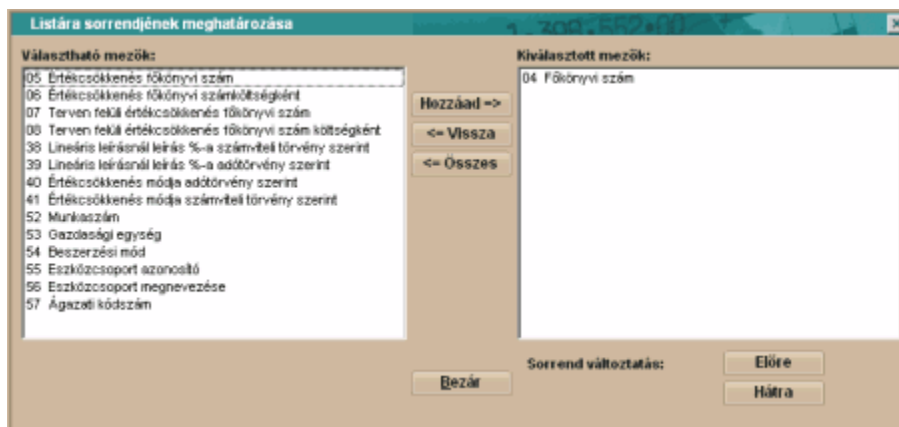 Listára sorrendjének meghatározása
Választható mezők:
05 Értékcsökkenés főkönyvi szám
06 Értékcsökkenés főkönyvi számköltségként
07 Terven felüli értékcsökkenés főkönyvi szám
08 Terven felüli értékcsökkenés főkönyvi szám költségként
38 Lineáris leírásnál leírás %-a számviteli törvény szerint
39 Lineáris leírásnál leírás %-a adótörvény szerint
40 Értékcsökkenés módja adótörvény szerint
41 Értékcsökkenés módja számviteli törvény szerint
52 Munkaszám
53 Gazdasági egység
54 Beszerzési mód
55 Eszközcsoport azonosító
56 Eszközcsoport megnevezése
57 Ágazati kódszám
Hozzáad =>
<= Vissza
<= Összes
Kiválasztott mezők:
04 Főkönyvi szám
Bezár
Sorrend változtatás:
Előre
Hátra